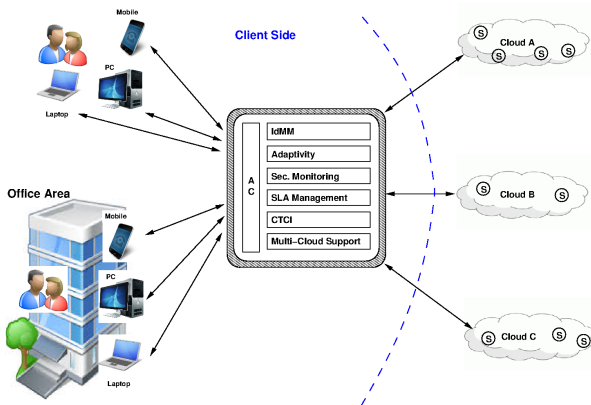 Mobile
Client Side
PC
Laptop
S
Cloud A
S
S
S
A
C
IdMM
Adaptivity
Sec. Monitoring
SLA Management
CTCI
Multi−Cloud Support
S
Cloud B
S
Office Area
Mobile
PC
Laptop
S
Cloud C
S
S